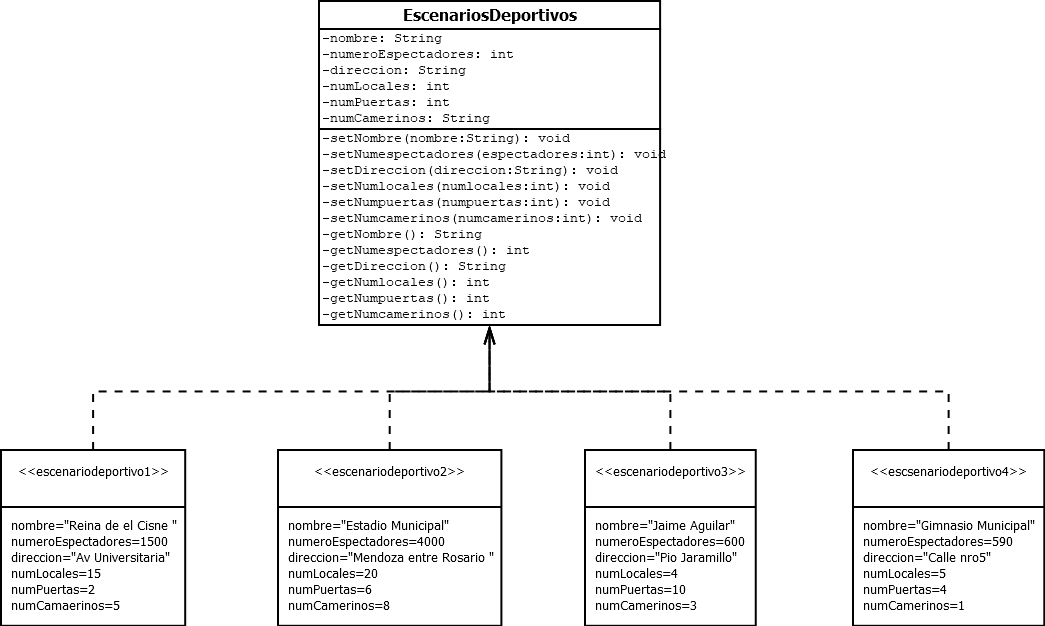 EscenariosDeportivos
-nombre: String
-numeroEspectadores: int
-direccion: String
-numLocales: int
-numPuertas: int
-numCamerinos: String
-setNombre(nombre:String): void
-setNumespectadores(espectadores:int): void
-setDireccion(direccion:String): void
-setNumlocales(numlocales:int): void
-setNumpuertas(numpuertas:int): void
-setNumcamerinos(numcamerinos:int): void
-getNombre(): String
-getNumespectadores(): int
-getDireccion(): String
-getNumlocales(): int
-getNumpuertas(): int
-getNumcamerinos(): int
<<escenariodeportivo1>>
nombre="Reina de el Cisne "
numeroEspectadores=1500
direccion="Av Universitaria"
numLocales=15
numPuertas=2
numCamaerinos=5
<<escenariodeportivo2>>
nombre="Estadio Municipal"
numeroEspectadores=4000
direccion="Mendoza entre Rosario "
numLocales=20
numPuertas=6
numCamerinos=8
<<escenariodeportivo3>>
nombre="Jaime Aguilar"
numeroEspectadores=600
direccion="Pio Jaramillo"
numLocales=4
numPuertas=10
numCamerinos=3
<<escsenariodeportivo4>>
nombre="Gimnasio Municipal"
numeroEspectadores=590
direccion="Calle nro5"
numLocales=5
numPuertas=4
numCamerinos=1